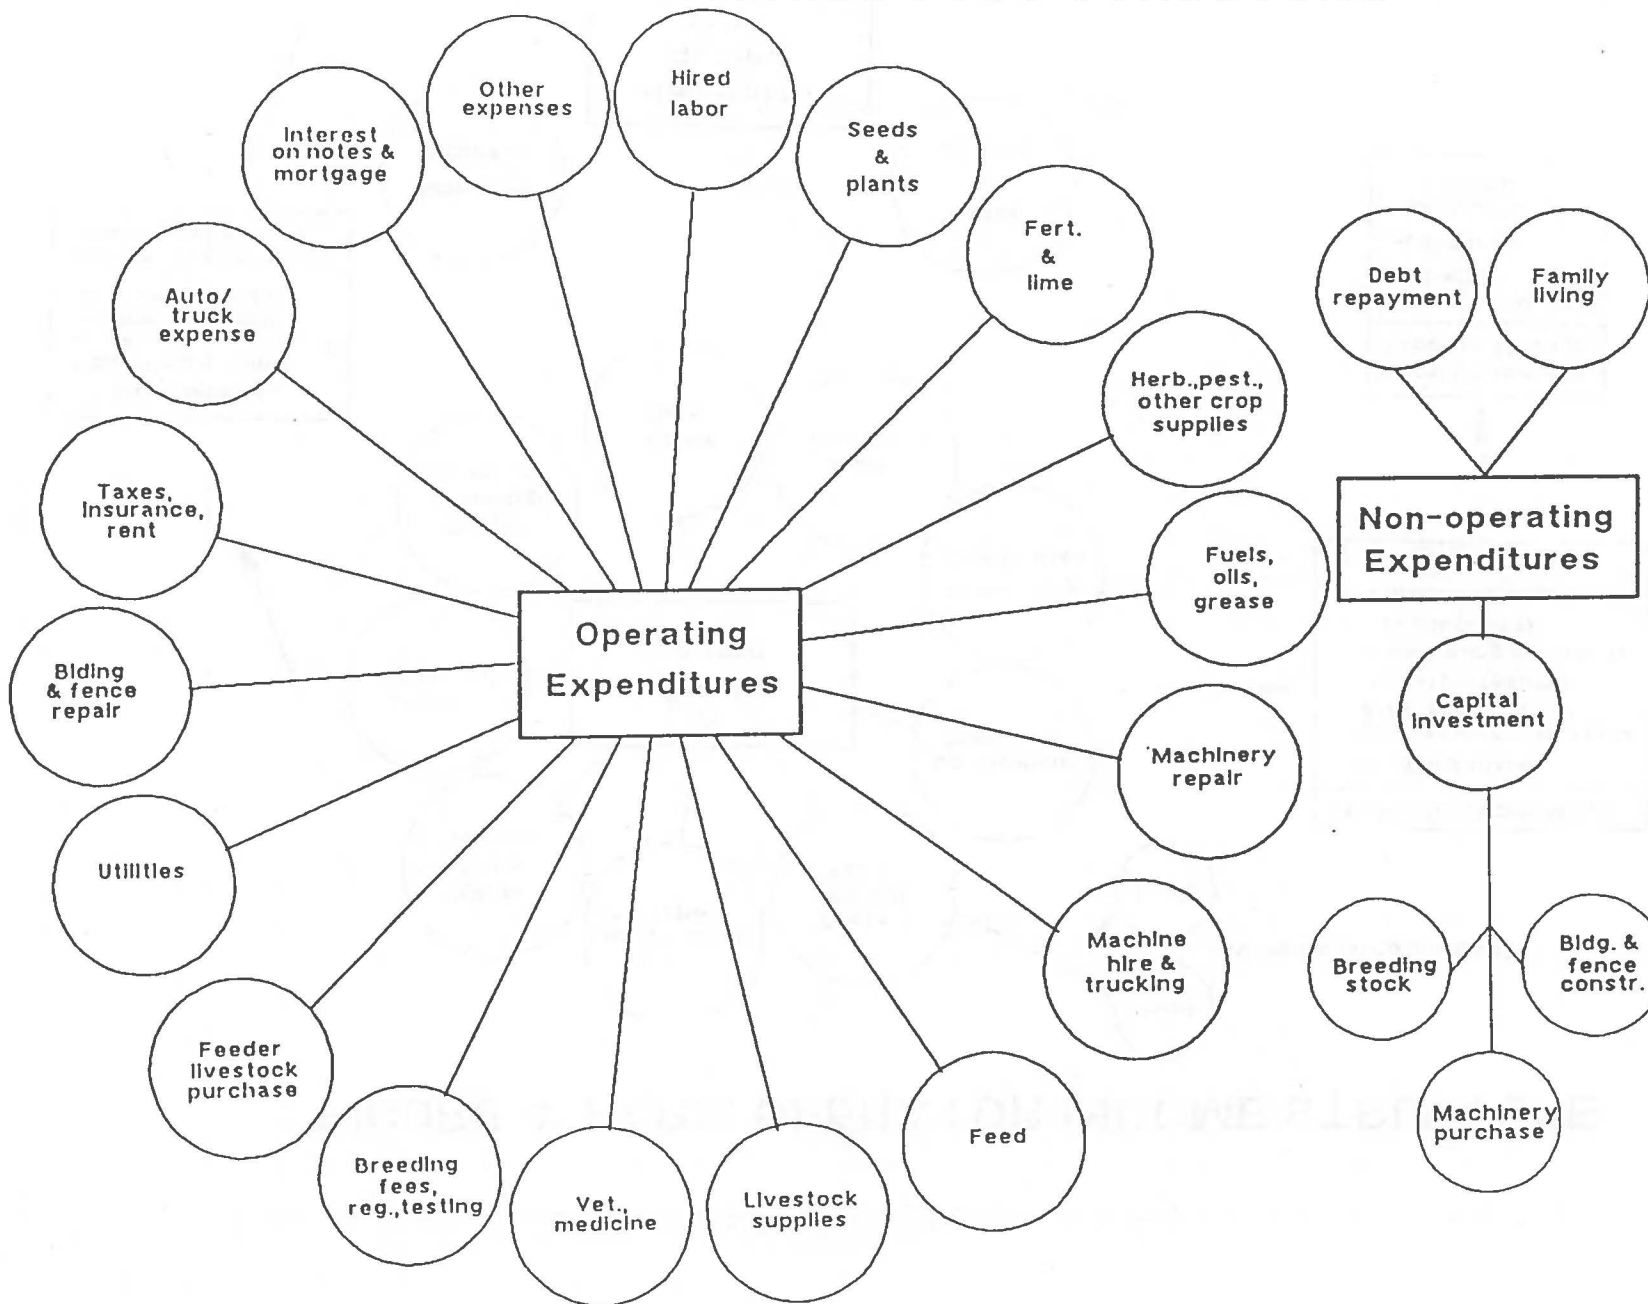 Other
expenses
Hired
labor
Interest
on notes &
mortgage
Seeds
&
plants
Fert.
&
lime
Auto/
truck
expense
Debt
repayment
Family
living
Herb.,pest.,
other crop
supplies
Taxes,
Insurance,
rent
Non-operating
Expenditures
Fuels,
oils,
grease
Operating
Expenditures
Blding
& fence
repair
Capital
Investment
Machinery
repair
Utilities
Machine
hire &
trucking
Breeding
stock
Bldg. &
fence
constr.
Feeder
livestock
purchase
Machinery
purchase
Feed
Breeding
fees,
reg.,testing
Vet.,
medicine
Livestock
supplies